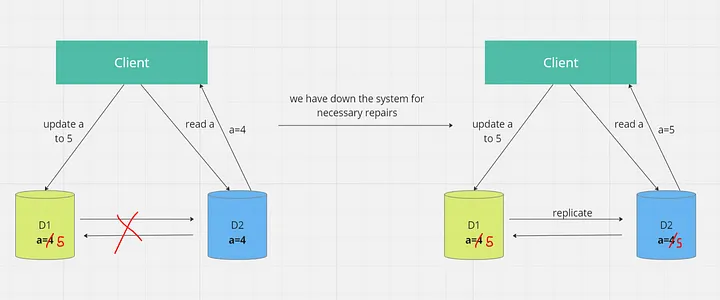 Client
update a
to 5
read a
a=4
D1
a=4 5
D2
a=4
we have down the system for
necessary repairs
Client
update a
to 5
read a
a=5
replicate
D1
a=4 5
D2
a=4 5